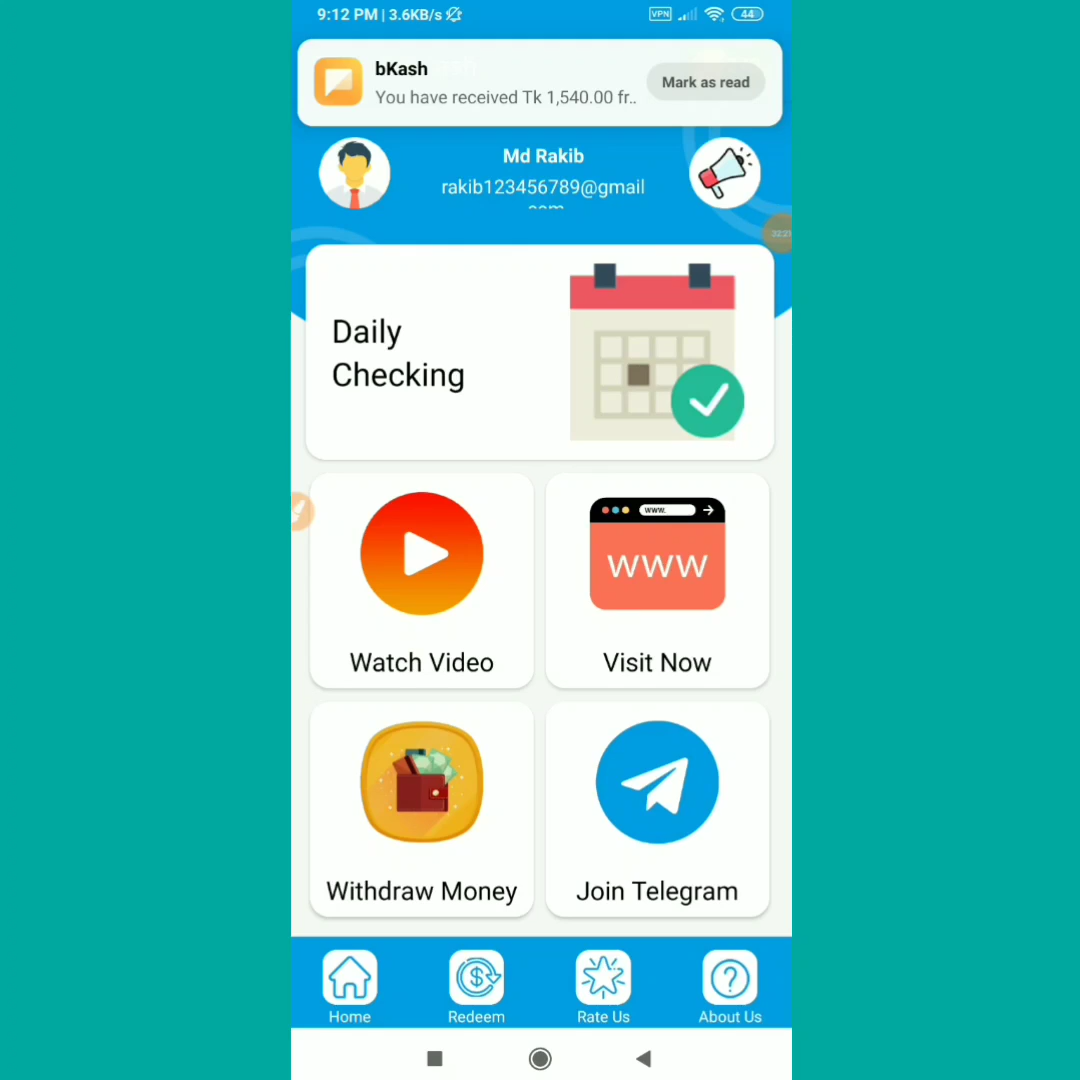 9:12 PM | 3.6KB/s
VPN
44
bKash
You have received Tk 1,540.00 fr..
Mark as read
Md Rakib
rakib123456789@gmail
Daily
Checking
www.
WWW
Watch Video
Visit Now
$
Withdraw Money
Join Telegram
Home
Redeem
Rate Us
About Us